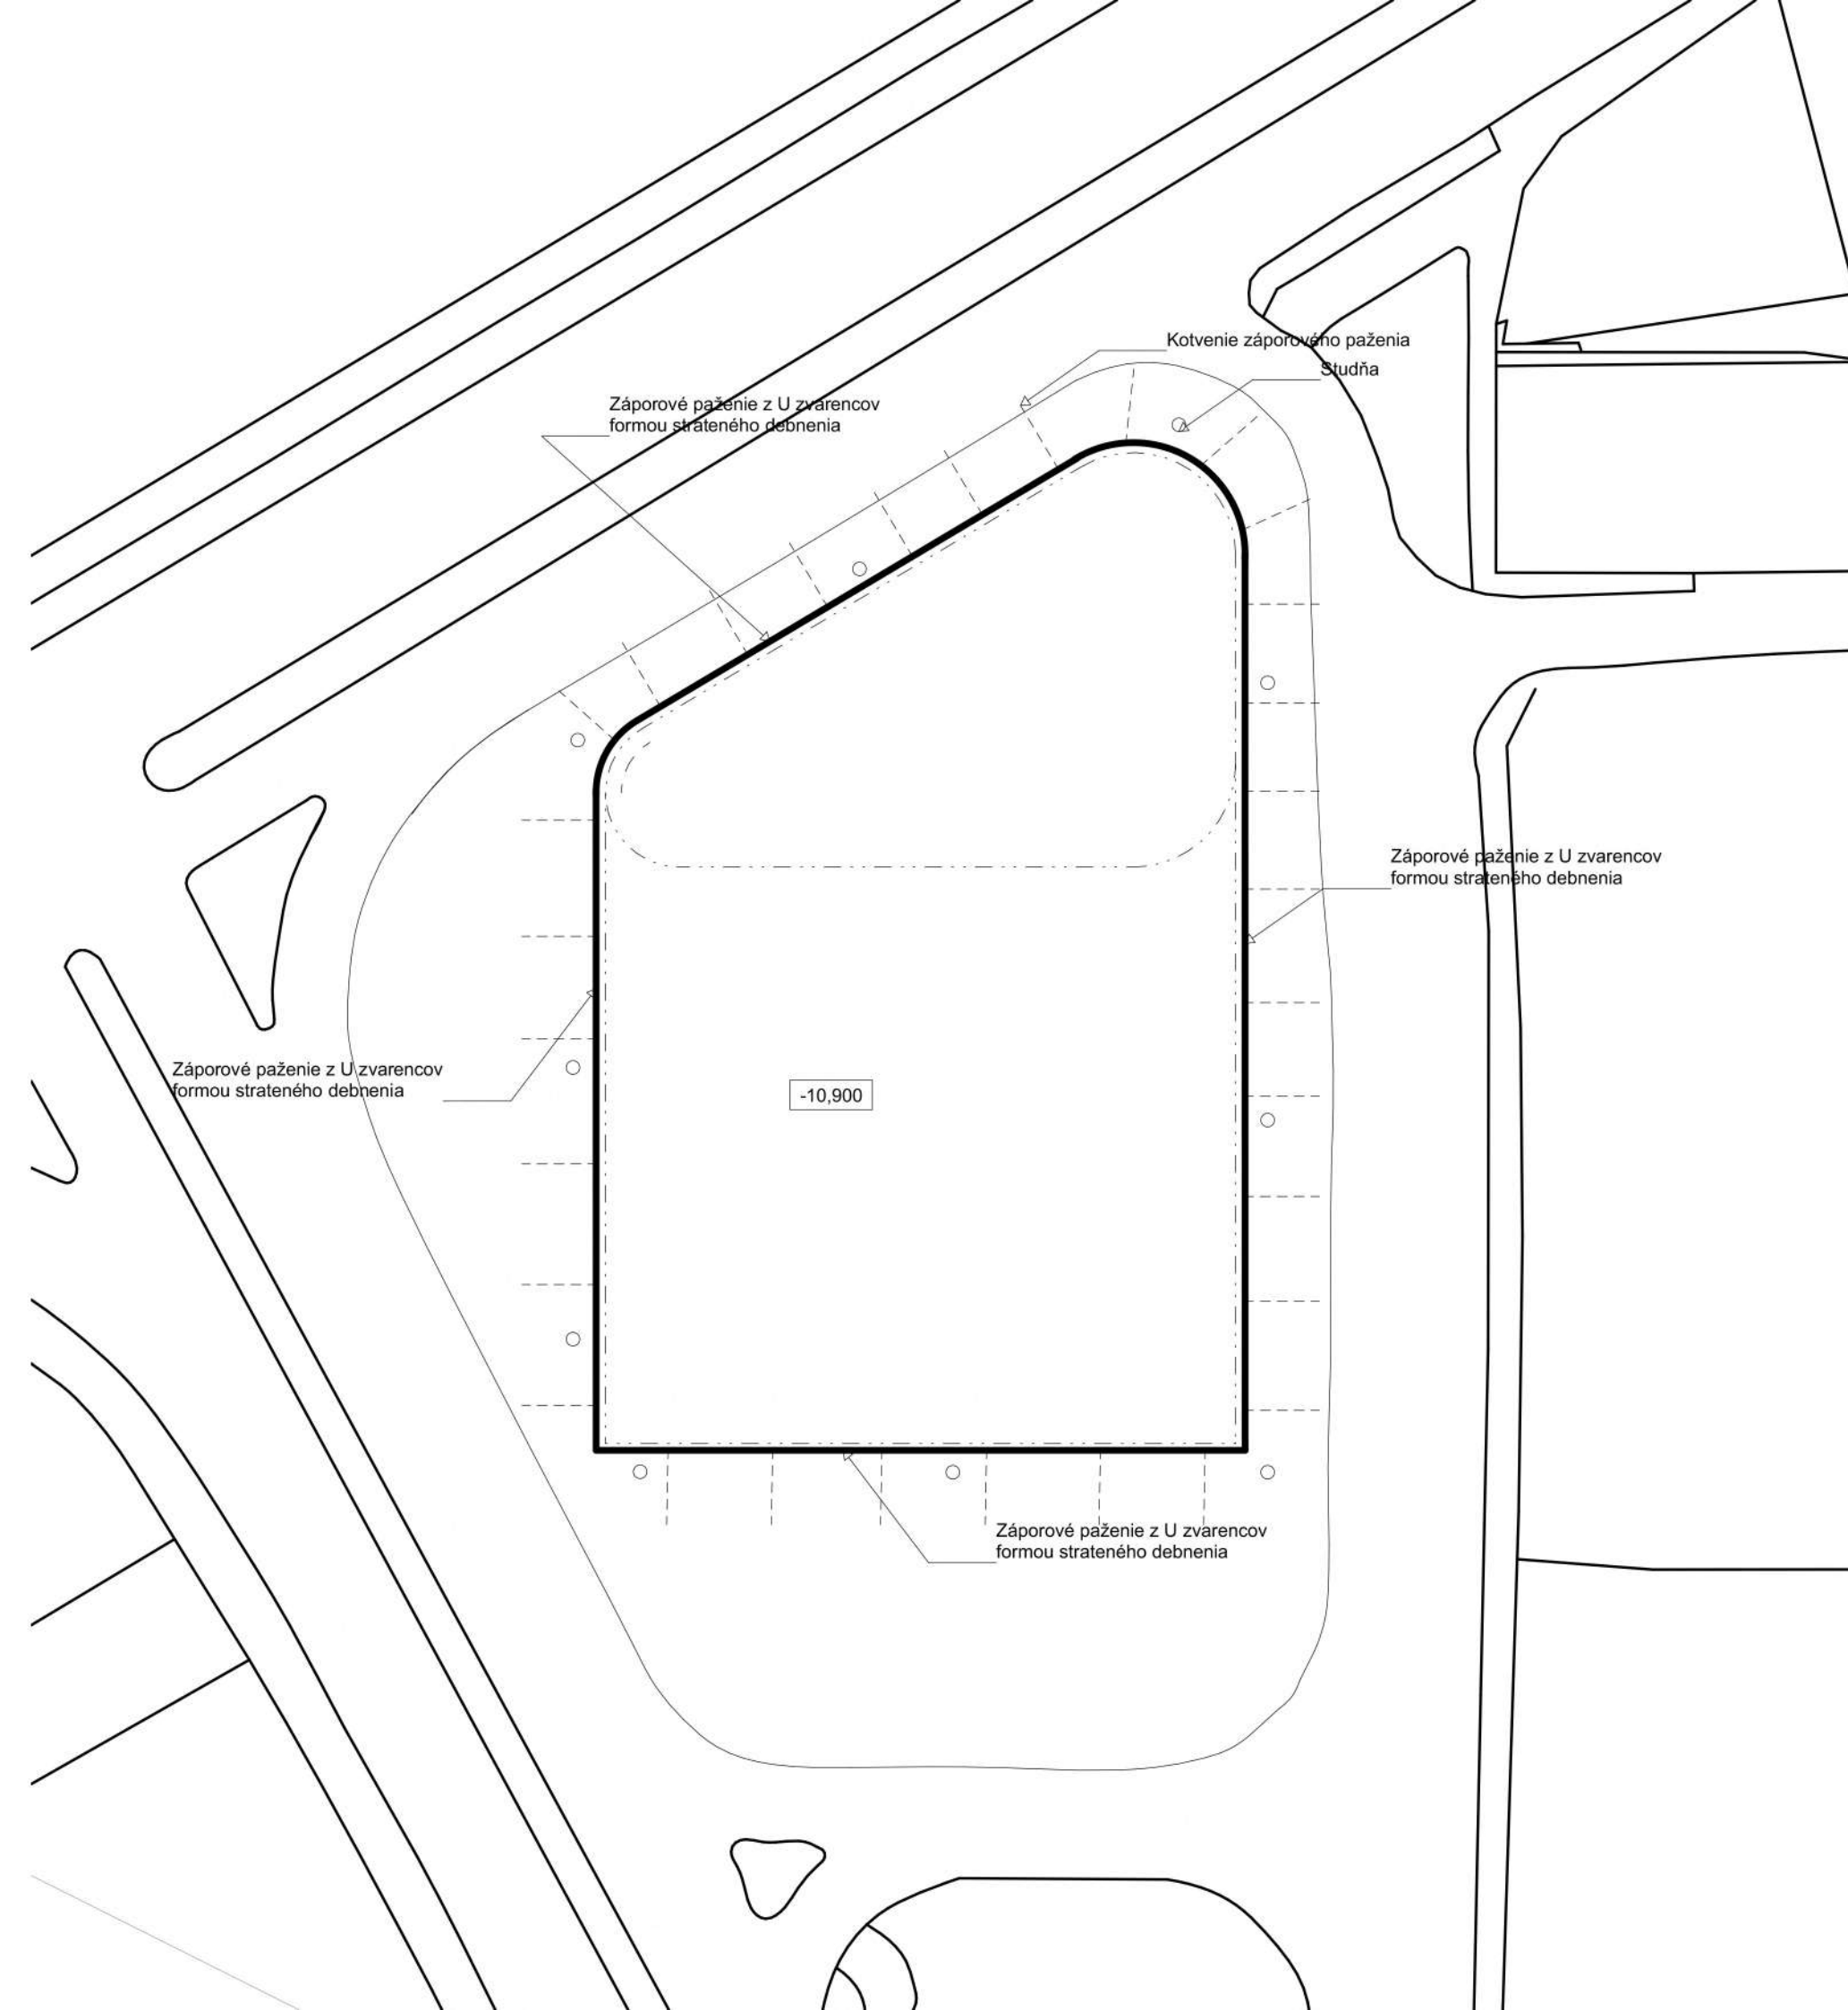 Kotvenie záporového paženia
Studňa
Záporové paženie z U zvarencov
formou strateného debnenia
Záporové paženie z U zvarencov
formou strateného debnenia
Záporové paženie z U zvarencov
formou strateného debnenia
-10,900
Záporové paženie z U zvarencov
formou strateného debnenia